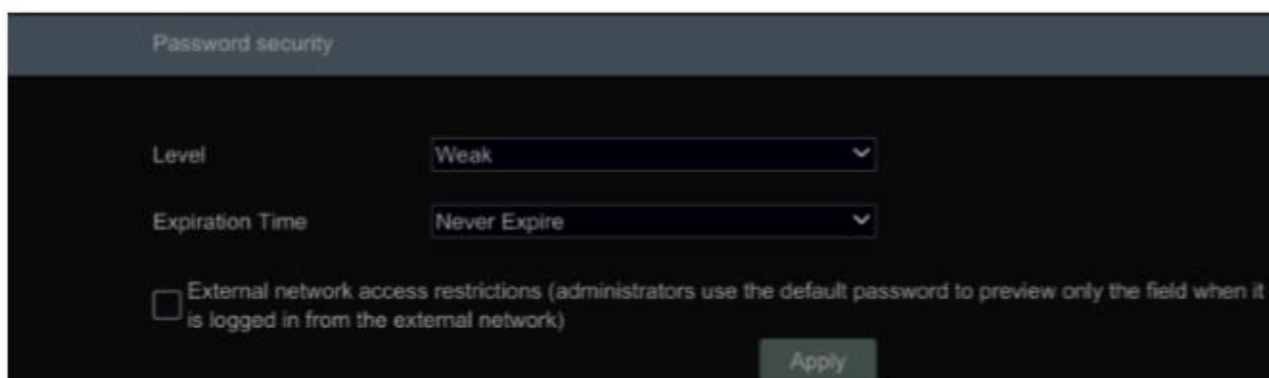 Password security
Level Weak
Expiration Time Never Expire
External network access restrictions (administrators use the default password to preview only the field when it
is logged in from the external network)
Apply